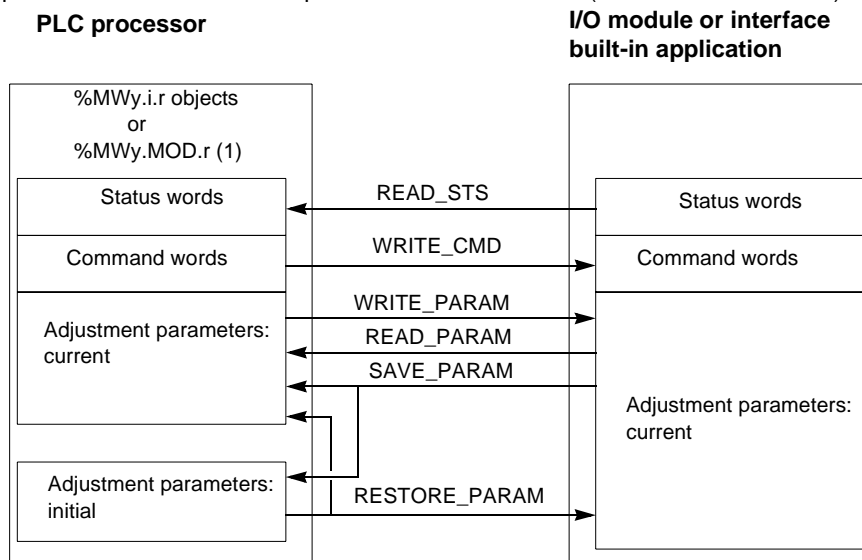 PLC processor
I/O module or interface
built-in application
%MWy.i.r objects
or
%MWy.MOD.r (1)
Status words
READ_STS
Status words
Command words
WRITE_CMD
Command words
WRITE_PARAM
Adjustment parameters:
current
READ_PARAM
SAVE_PARAM
Adjustment parameters:
current
Adjustment parameters:
initial
RESTORE_PARAM